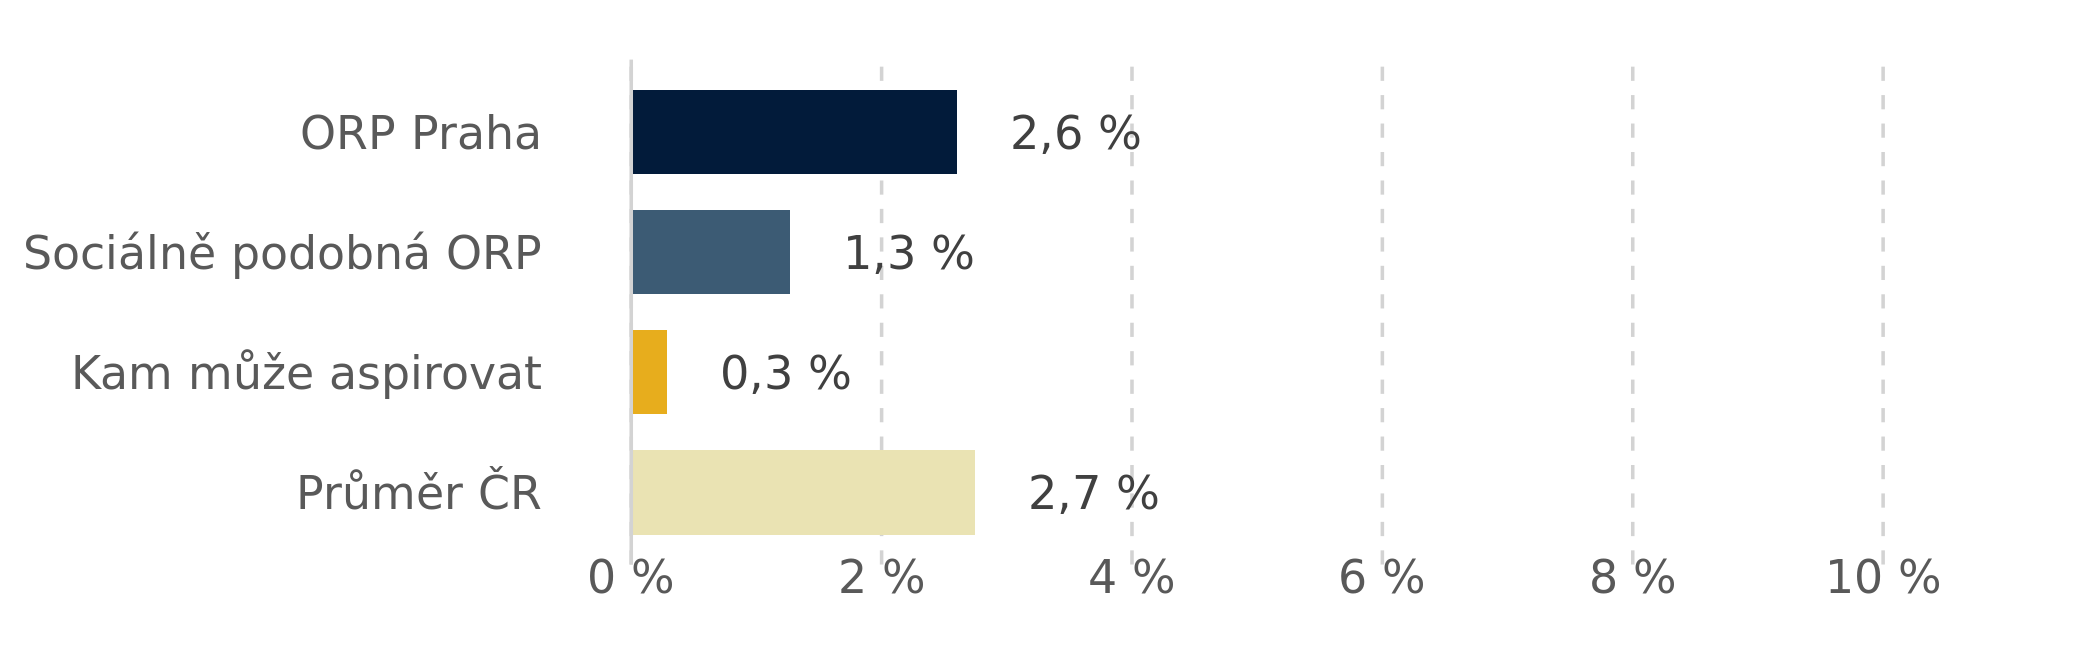 ORP Praha 2,6 %
Sociálně podobná ORP 1,3 %
Kam může aspirovat 0,3 %
Průměr ČR 2,7 %
0 % 2 % 4 % 6 % 8 % 10 %